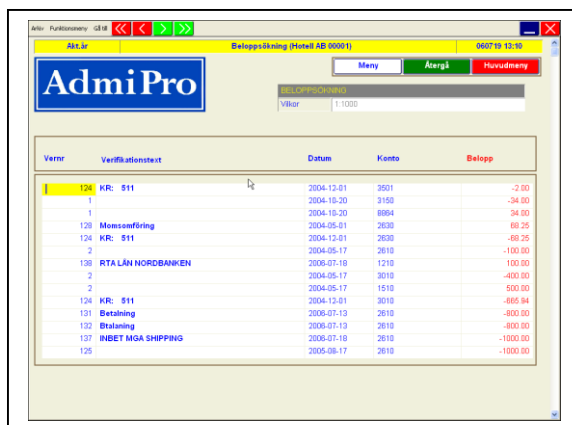 Arkiv Funktionsmeny Gå till
Akt.år Beloppsökning (Hotell AB 00001) 060719 13:10
Meny Återgå Huvudmeny
AdmiPro
BELOPPSÖKNING
Vilkor 1:1000
Vernr Verifikationstext Datum Konto Belopp
124 KR: 511 2004-12-01 3501 -2.00
1 2004-10-20 3150 -34.00
1 2004-10-20 8864 34.00
128 Momsomföring 2004-05-01 2630 68.25
124 KR: 511 2004-12-01 2630 -68.25
2 2004-05-17 2610 -100.00
138 RTA LÅN NORDBANKEN 2006-07-18 1210 100.00
2 2004-05-17 3010 -400.00
2 2004-05-17 1510 500.00
124 KR: 511 2004-12-01 3010 -665.94
131 Betalning 2006-07-13 2610 -800.00
132 Btalaning 2006-07-13 2610 -800.00
137 INBET MGA SHIPPING 2006-07-18 2610 -1000.00
125 2005-08-17 2610 -1000.00